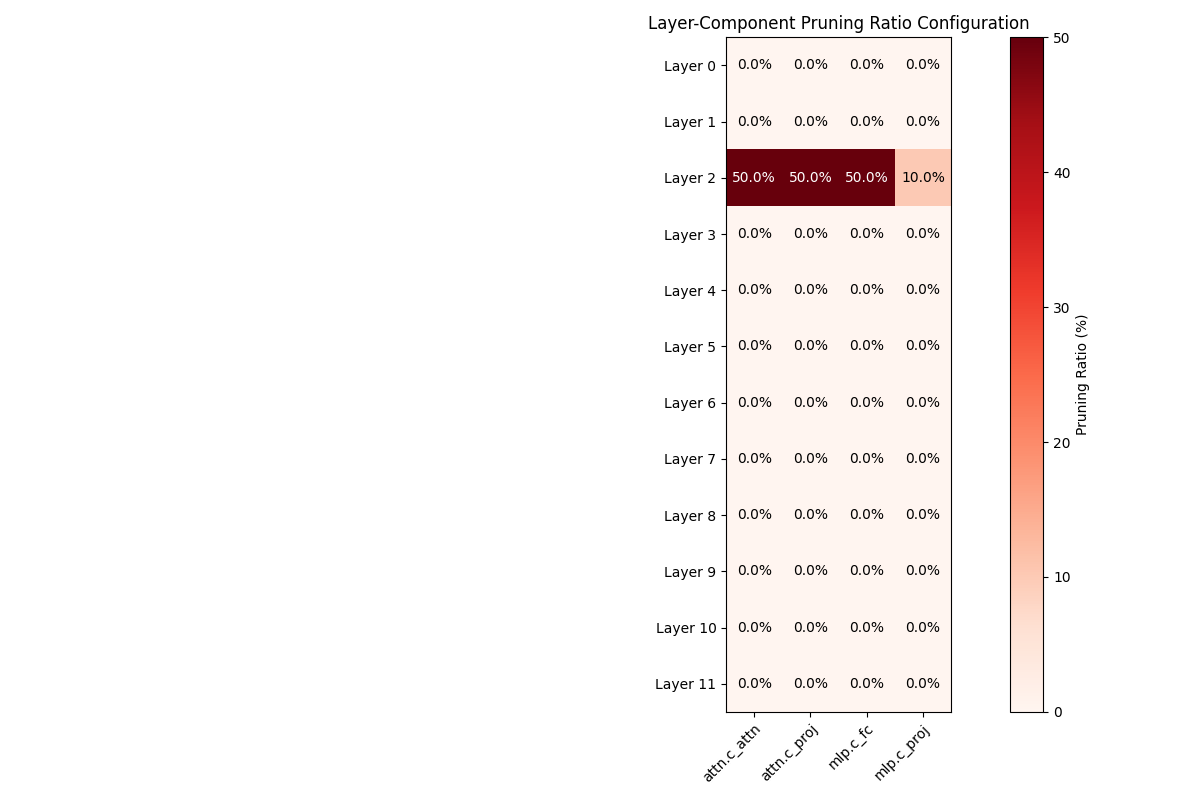 Layer-Component Pruning Ratio Configuration
Layer 0 0.0% 0.0% 0.0% 0.0%
Layer 1 0.0% 0.0% 0.0% 0.0%
Layer 2 50.0% 50.0% 50.0% 10.0%
Layer 3 0.0% 0.0% 0.0% 0.0%
Layer 4 0.0% 0.0% 0.0% 0.0%
Layer 5 0.0% 0.0% 0.0% 0.0%
Layer 6 0.0% 0.0% 0.0% 0.0%
Layer 7 0.0% 0.0% 0.0% 0.0%
Layer 8 0.0% 0.0% 0.0% 0.0%
Layer 9 0.0% 0.0% 0.0% 0.0%
Layer 10 0.0% 0.0% 0.0% 0.0%
Layer 11 0.0% 0.0% 0.0% 0.0%
attn.c_attn attn.c_proj mlp.c_fc mlp.c_proj
50
40
30
20
10
0
Pruning Ratio (%)